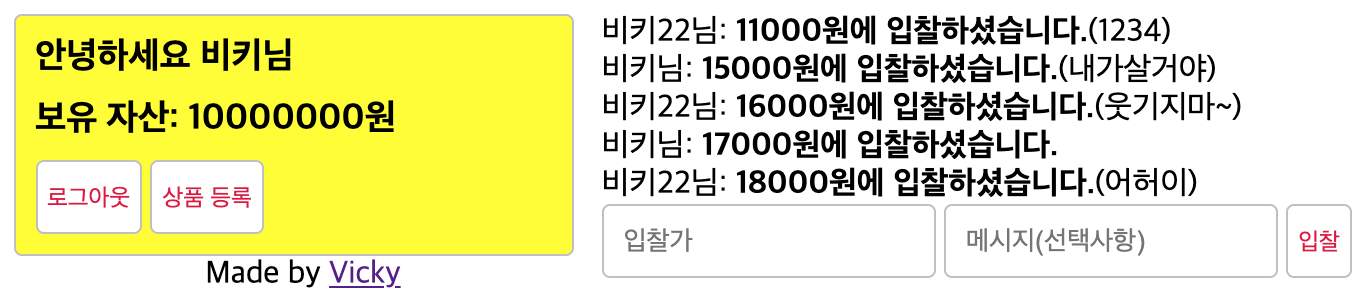 안녕하세요 비키님
보유 자산: 10000000원
로그아웃 상품 등록
Made by Vicky
비키22님: 11000원에 입찰하셨습니다.(1234)
비키님: 15000원에 입찰하셨습니다.(내가살거야)
비키22님: 16000원에 입찰하셨습니다.(웃기지마~)
비키님: 17000원에 입찰하셨습니다.
비키22님: 18000원에 입찰하셨습니다.(어허이)
입찰가 메시지(선택사항) 입찰